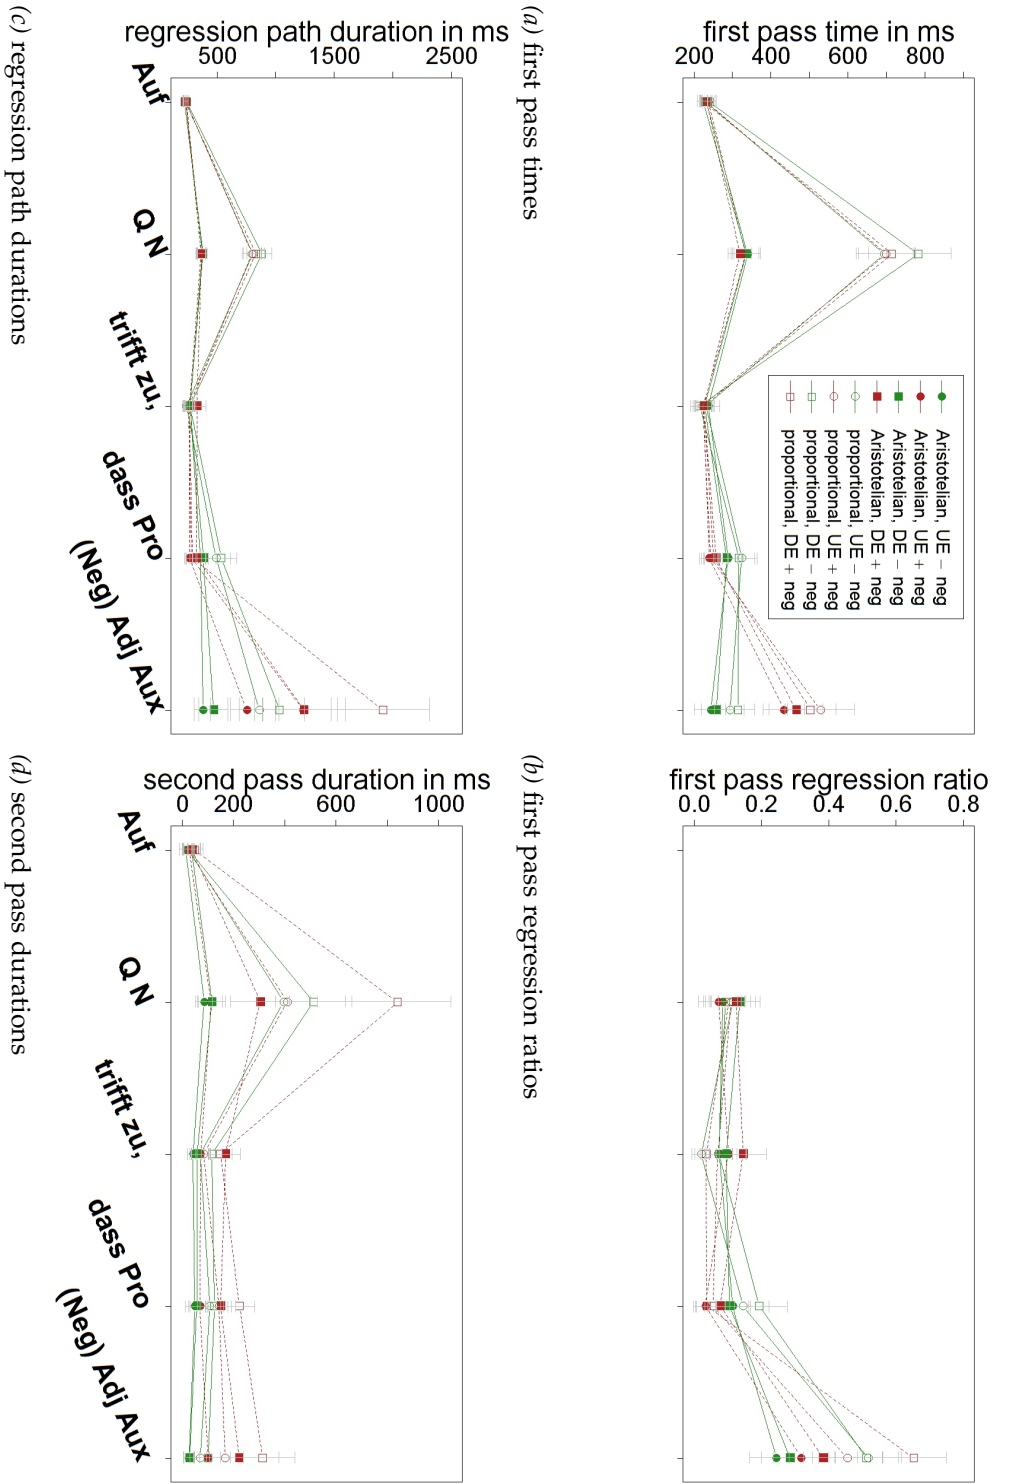 first pass time in ms
200 400 600 800
Aristotelian, UE − neg
Aristotelian, UE + neg
Aristotelian, DE − neg
Aristotelian, DE + neg
proportional, UE − neg
proportional, UE + neg
proportional, DE − neg
proportional, DE + neg
(a) first pass times
first pass regression ratio
0.0 0.2 0.4 0.6 0.8
(b) first pass regression ratios
regression path duration in ms
500 1500 2500
Auf
Q N
trifft zu,
dass Pro
(Neg) Adj Aux
(c) regression path durations
second pass duration in ms
0 200 600 1000
Auf
Q N
trifft zu,
dass Pro
(Neg) Adj Aux
(d) second pass durations